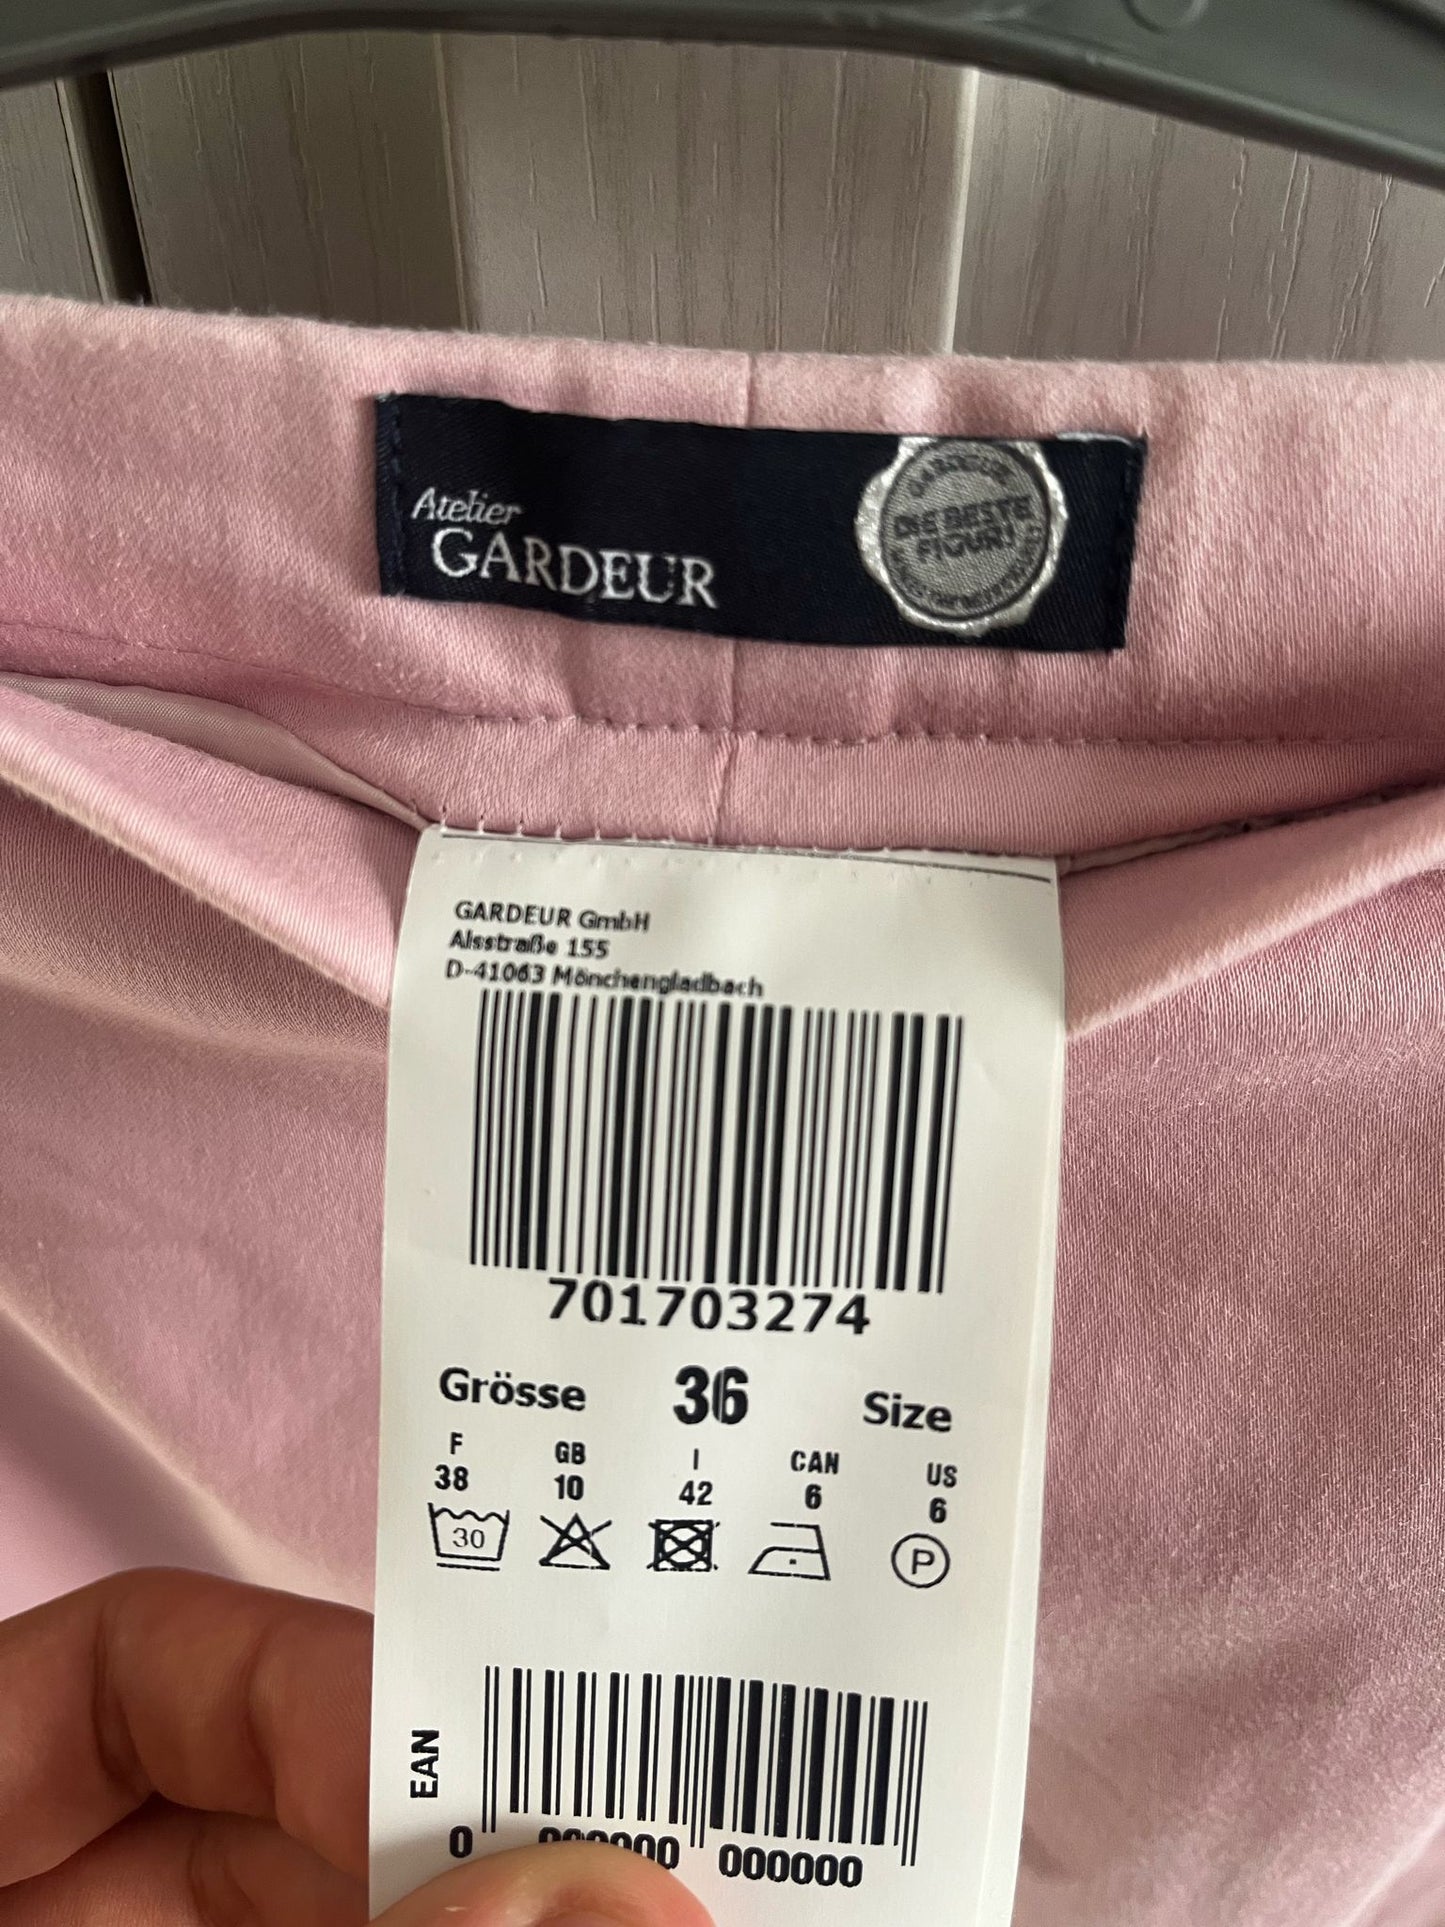 Atelier
GARDEUR
GARDEUR
DIE BESTE
FIGUR!
GARDEUR GmbH
Alsstraße 155
D-41063 Mönchengladbach
701703274
Grösse 36 Size
F GB I CAN US
38 10 42 6 6
30 P
EAN
0 000000 000000